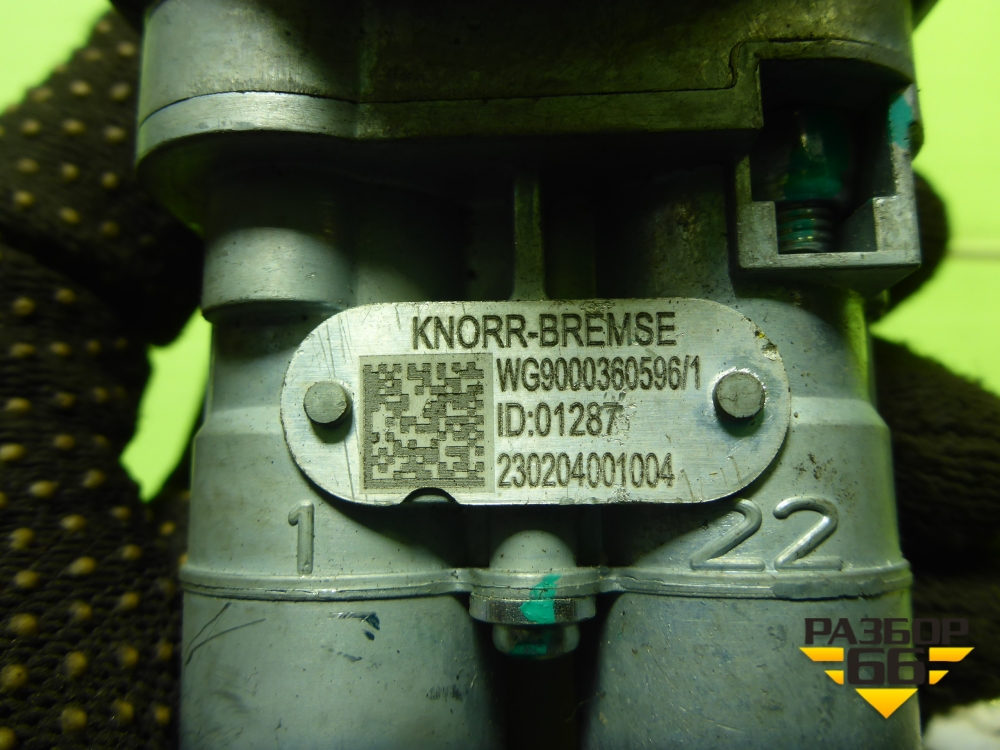 KNORR-BREMSE
WG9000360596/1
ID:01287
230204001004
1 22
РАЗБОР
66